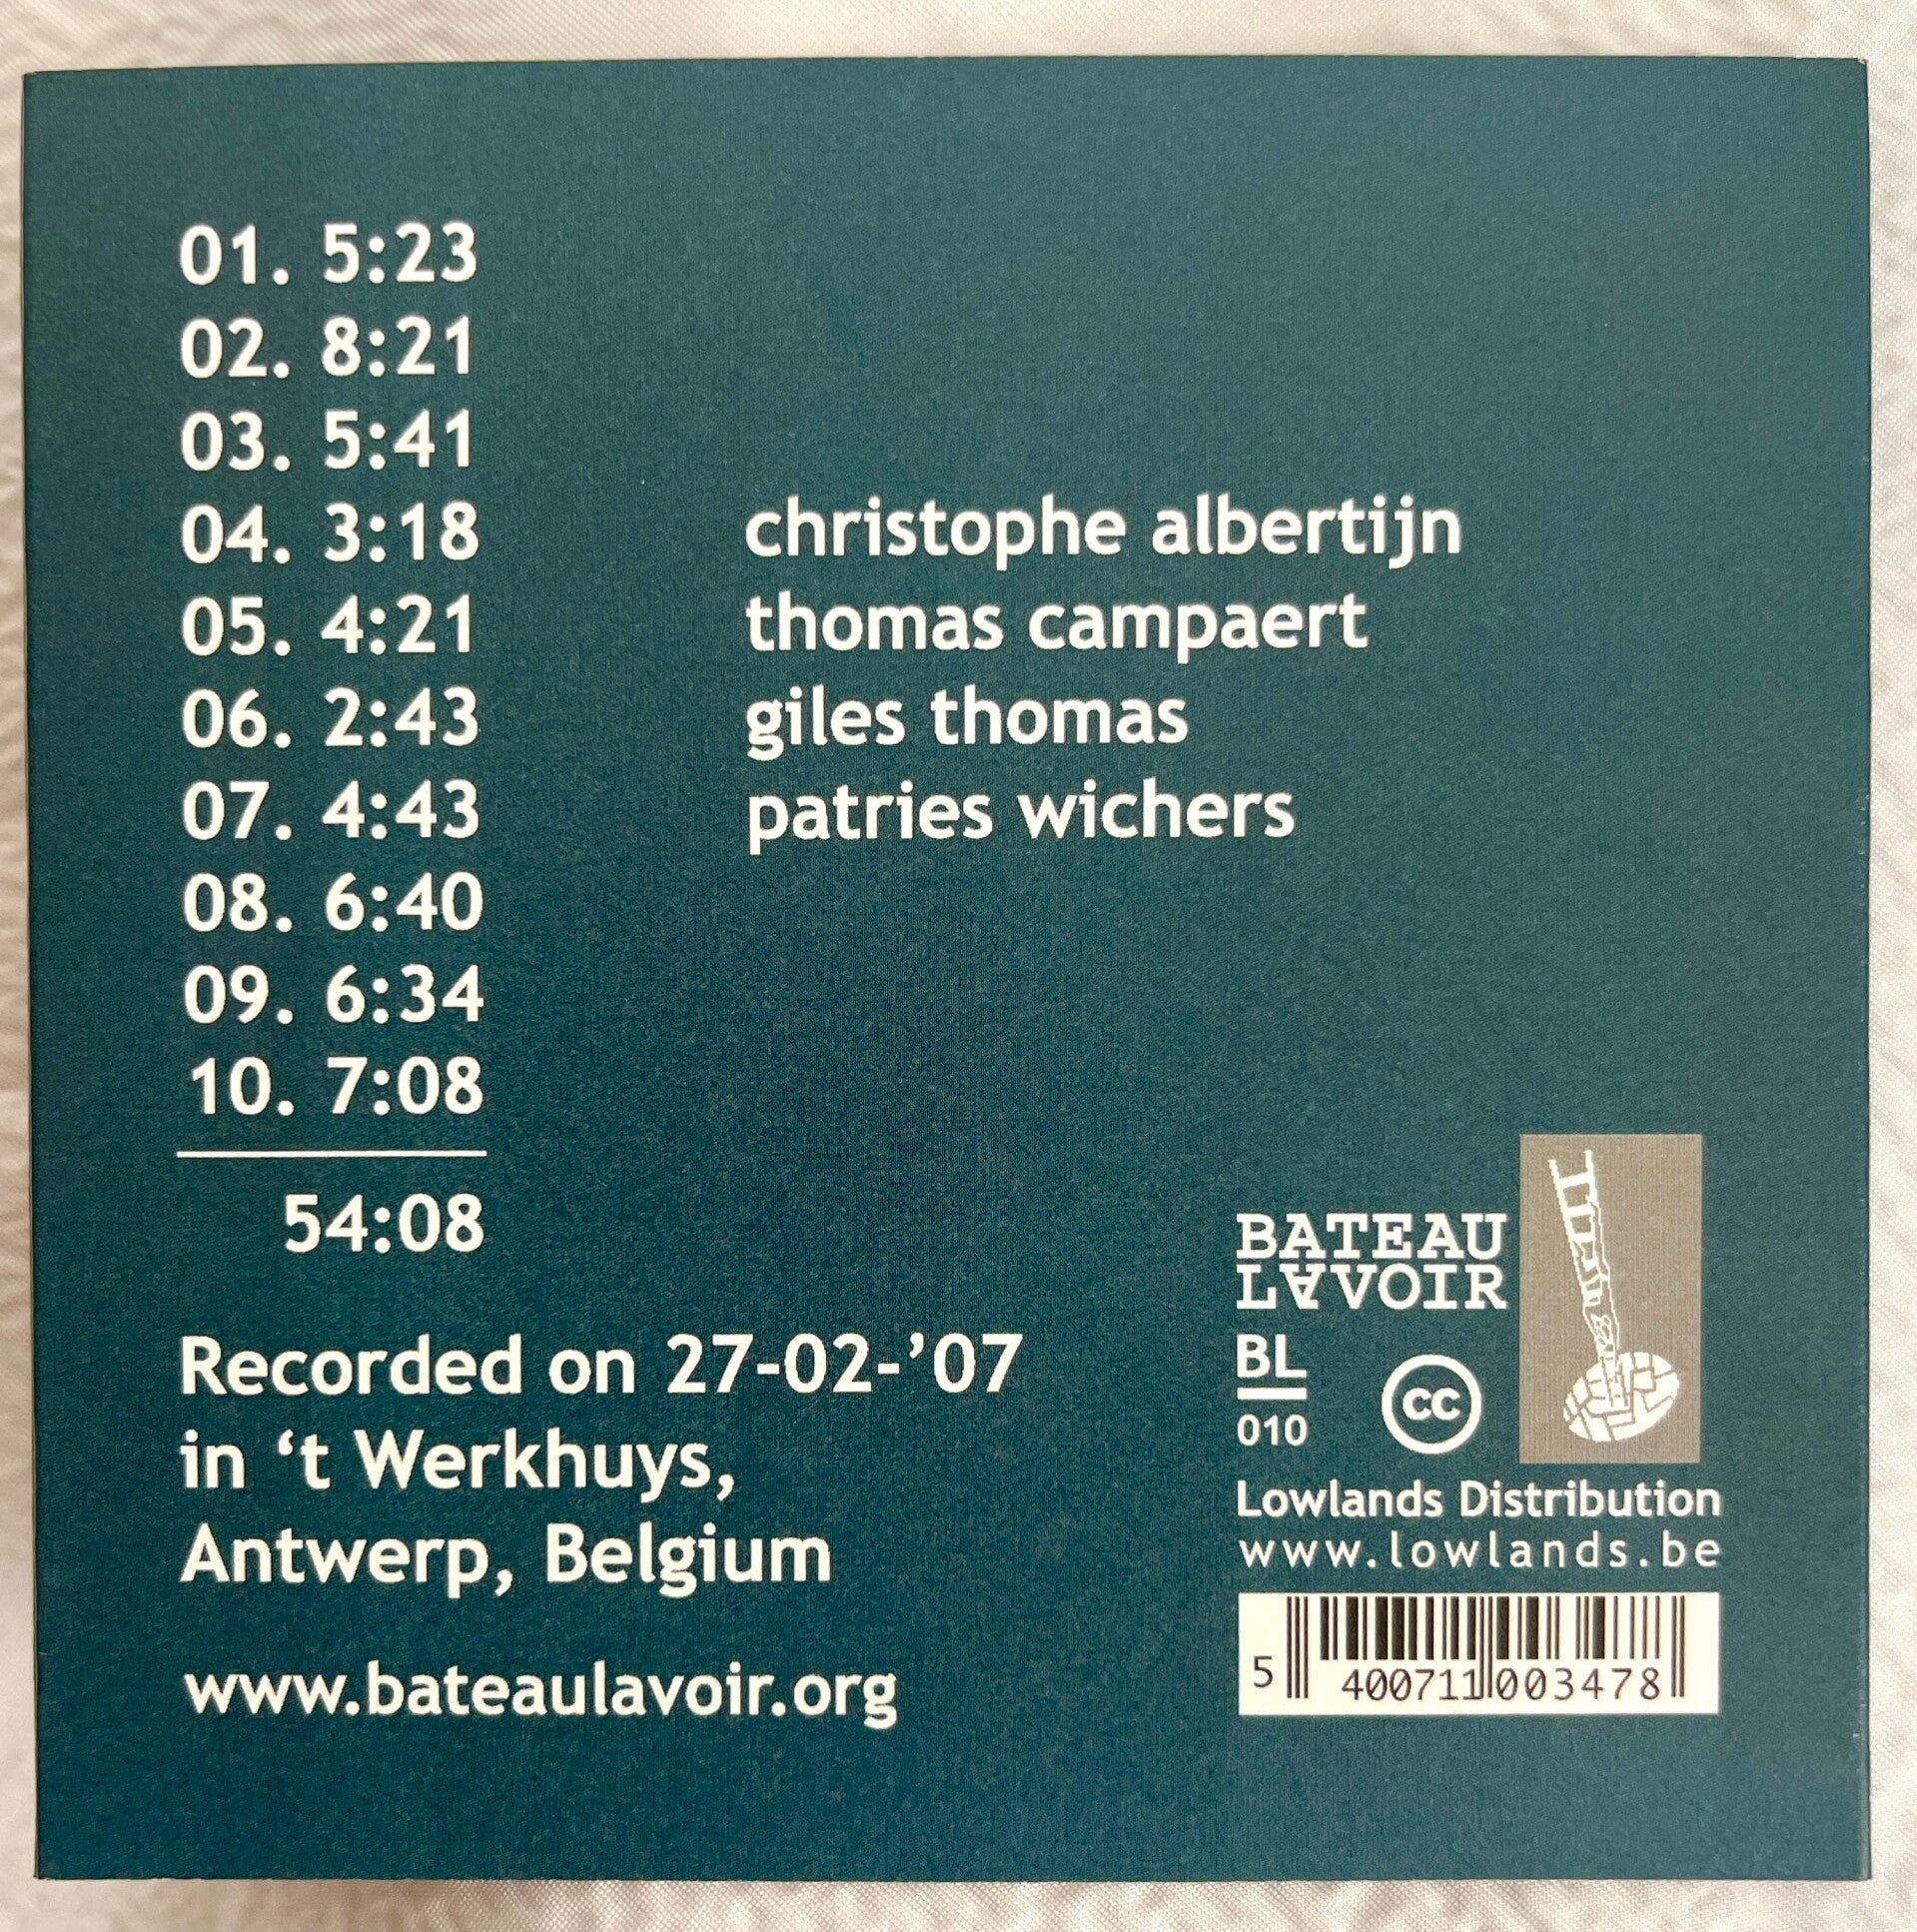 01. 5:23
02. 8:21
03. 5:41
04. 3:18
05. 4:21
06. 2:43
07. 4:43
08. 6:40
09. 6:34
10. 7:08
54:08
christophe albertijn
thomas campaert
giles thomas
patries wichers
Recorded on 27-02-’07
in ‘t Werkhuys,
Antwerp, Belgium
www.bateaulavoir.org
BATEAU
LAVOIR
BL
010
cc
Lowlands Distribution
www.lowlands.be
5 400711 003478